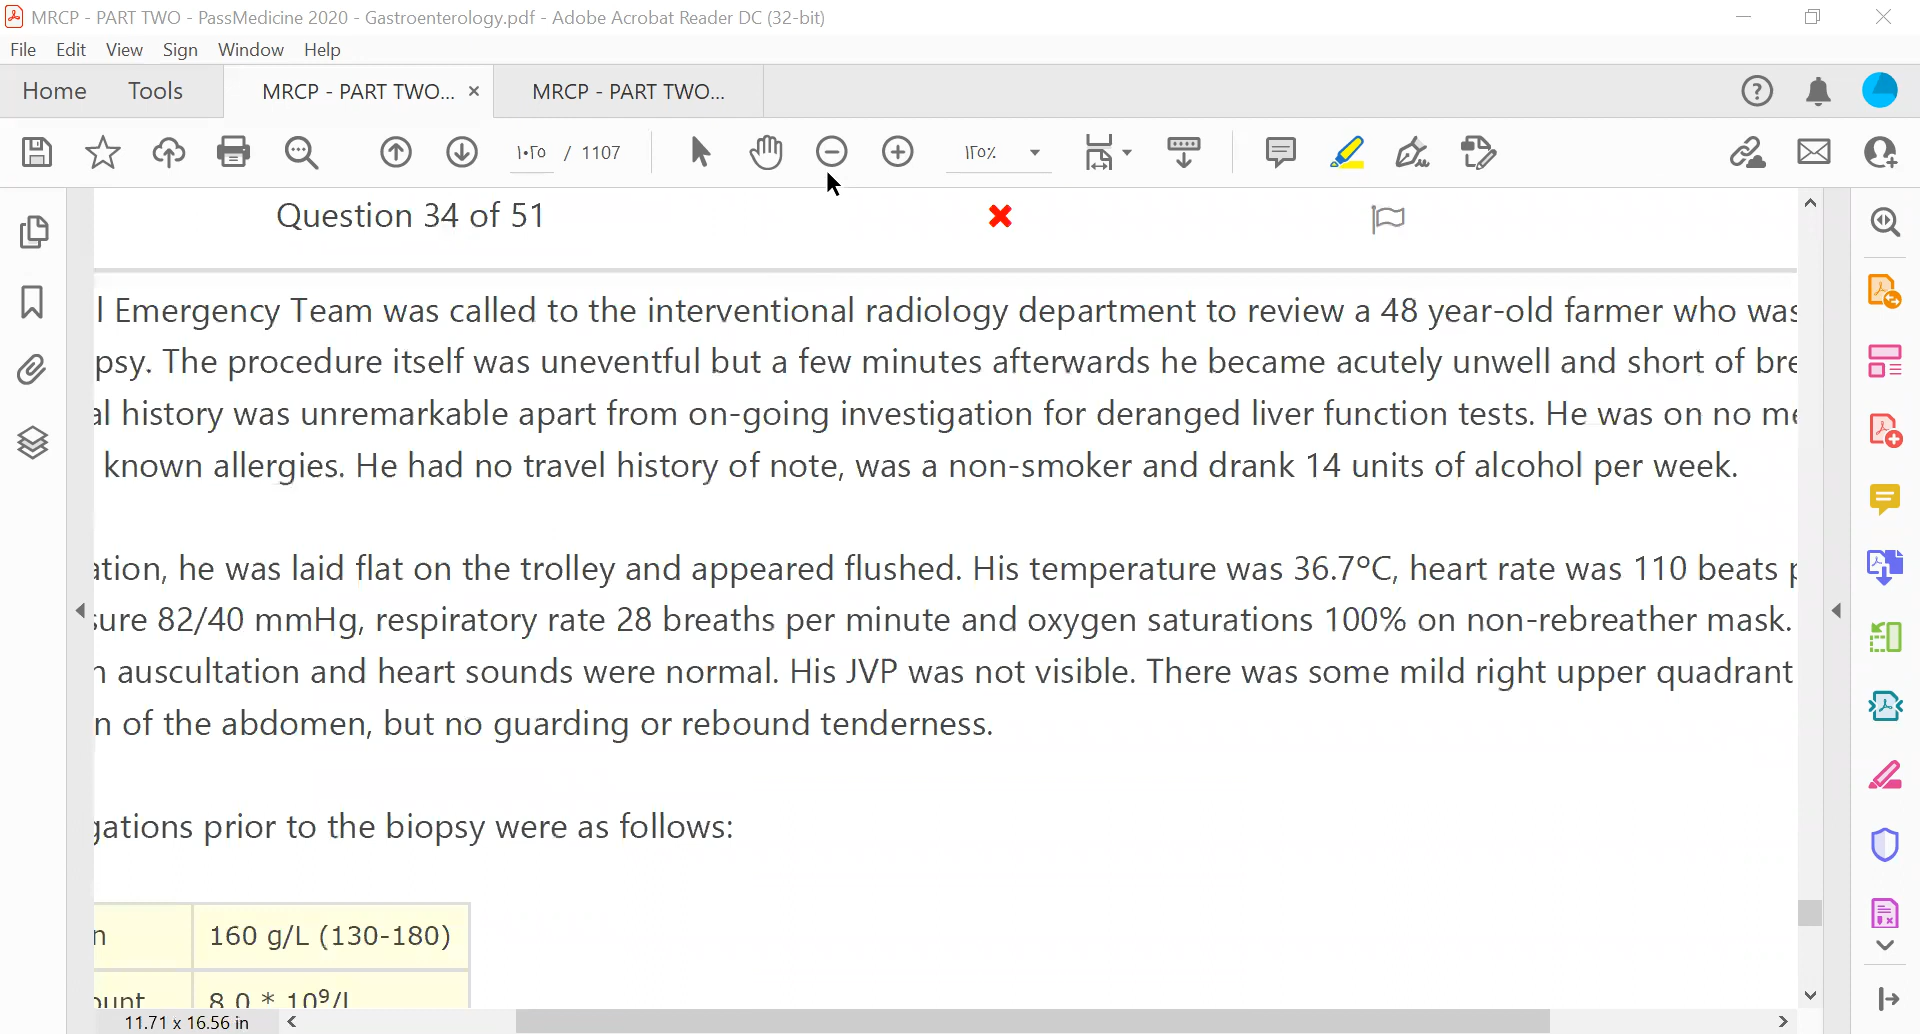 MRCP - PART TWO - PassMedicine 2020 - Gastroenterology.pdf - Adobe Acrobat Reader DC (32-bit)
File Edit View Sign Window Help
Home Tools MRCP - PART TWO... × MRCP - PART TWO...
١٠٢٥ / 1107 ١٢٥٪
Question 34 of 51
l Emergency Team was called to the interventional radiology department to review a 48 year-old farmer who was
psy. The procedure itself was uneventful but a few minutes afterwards he became acutely unwell and short of bre
al history was unremarkable apart from on-going investigation for deranged liver function tests. He was on no me
known allergies. He had no travel history of note, was a non-smoker and drank 14 units of alcohol per week.
ation, he was laid flat on the trolley and appeared flushed. His temperature was 36.7ºC, heart rate was 110 beats p
sure 82/40 mmHg, respiratory rate 28 breaths per minute and oxygen saturations 100% on non-rebreather mask.
n auscultation and heart sounds were normal. His JVP was not visible. There was some mild right upper quadrant
n of the abdomen, but no guarding or rebound tenderness.
gations prior to the biopsy were as follows:
n 160 g/L (130-180)
ount 8.0 * 10⁹/l
11.71 x 16.56 in